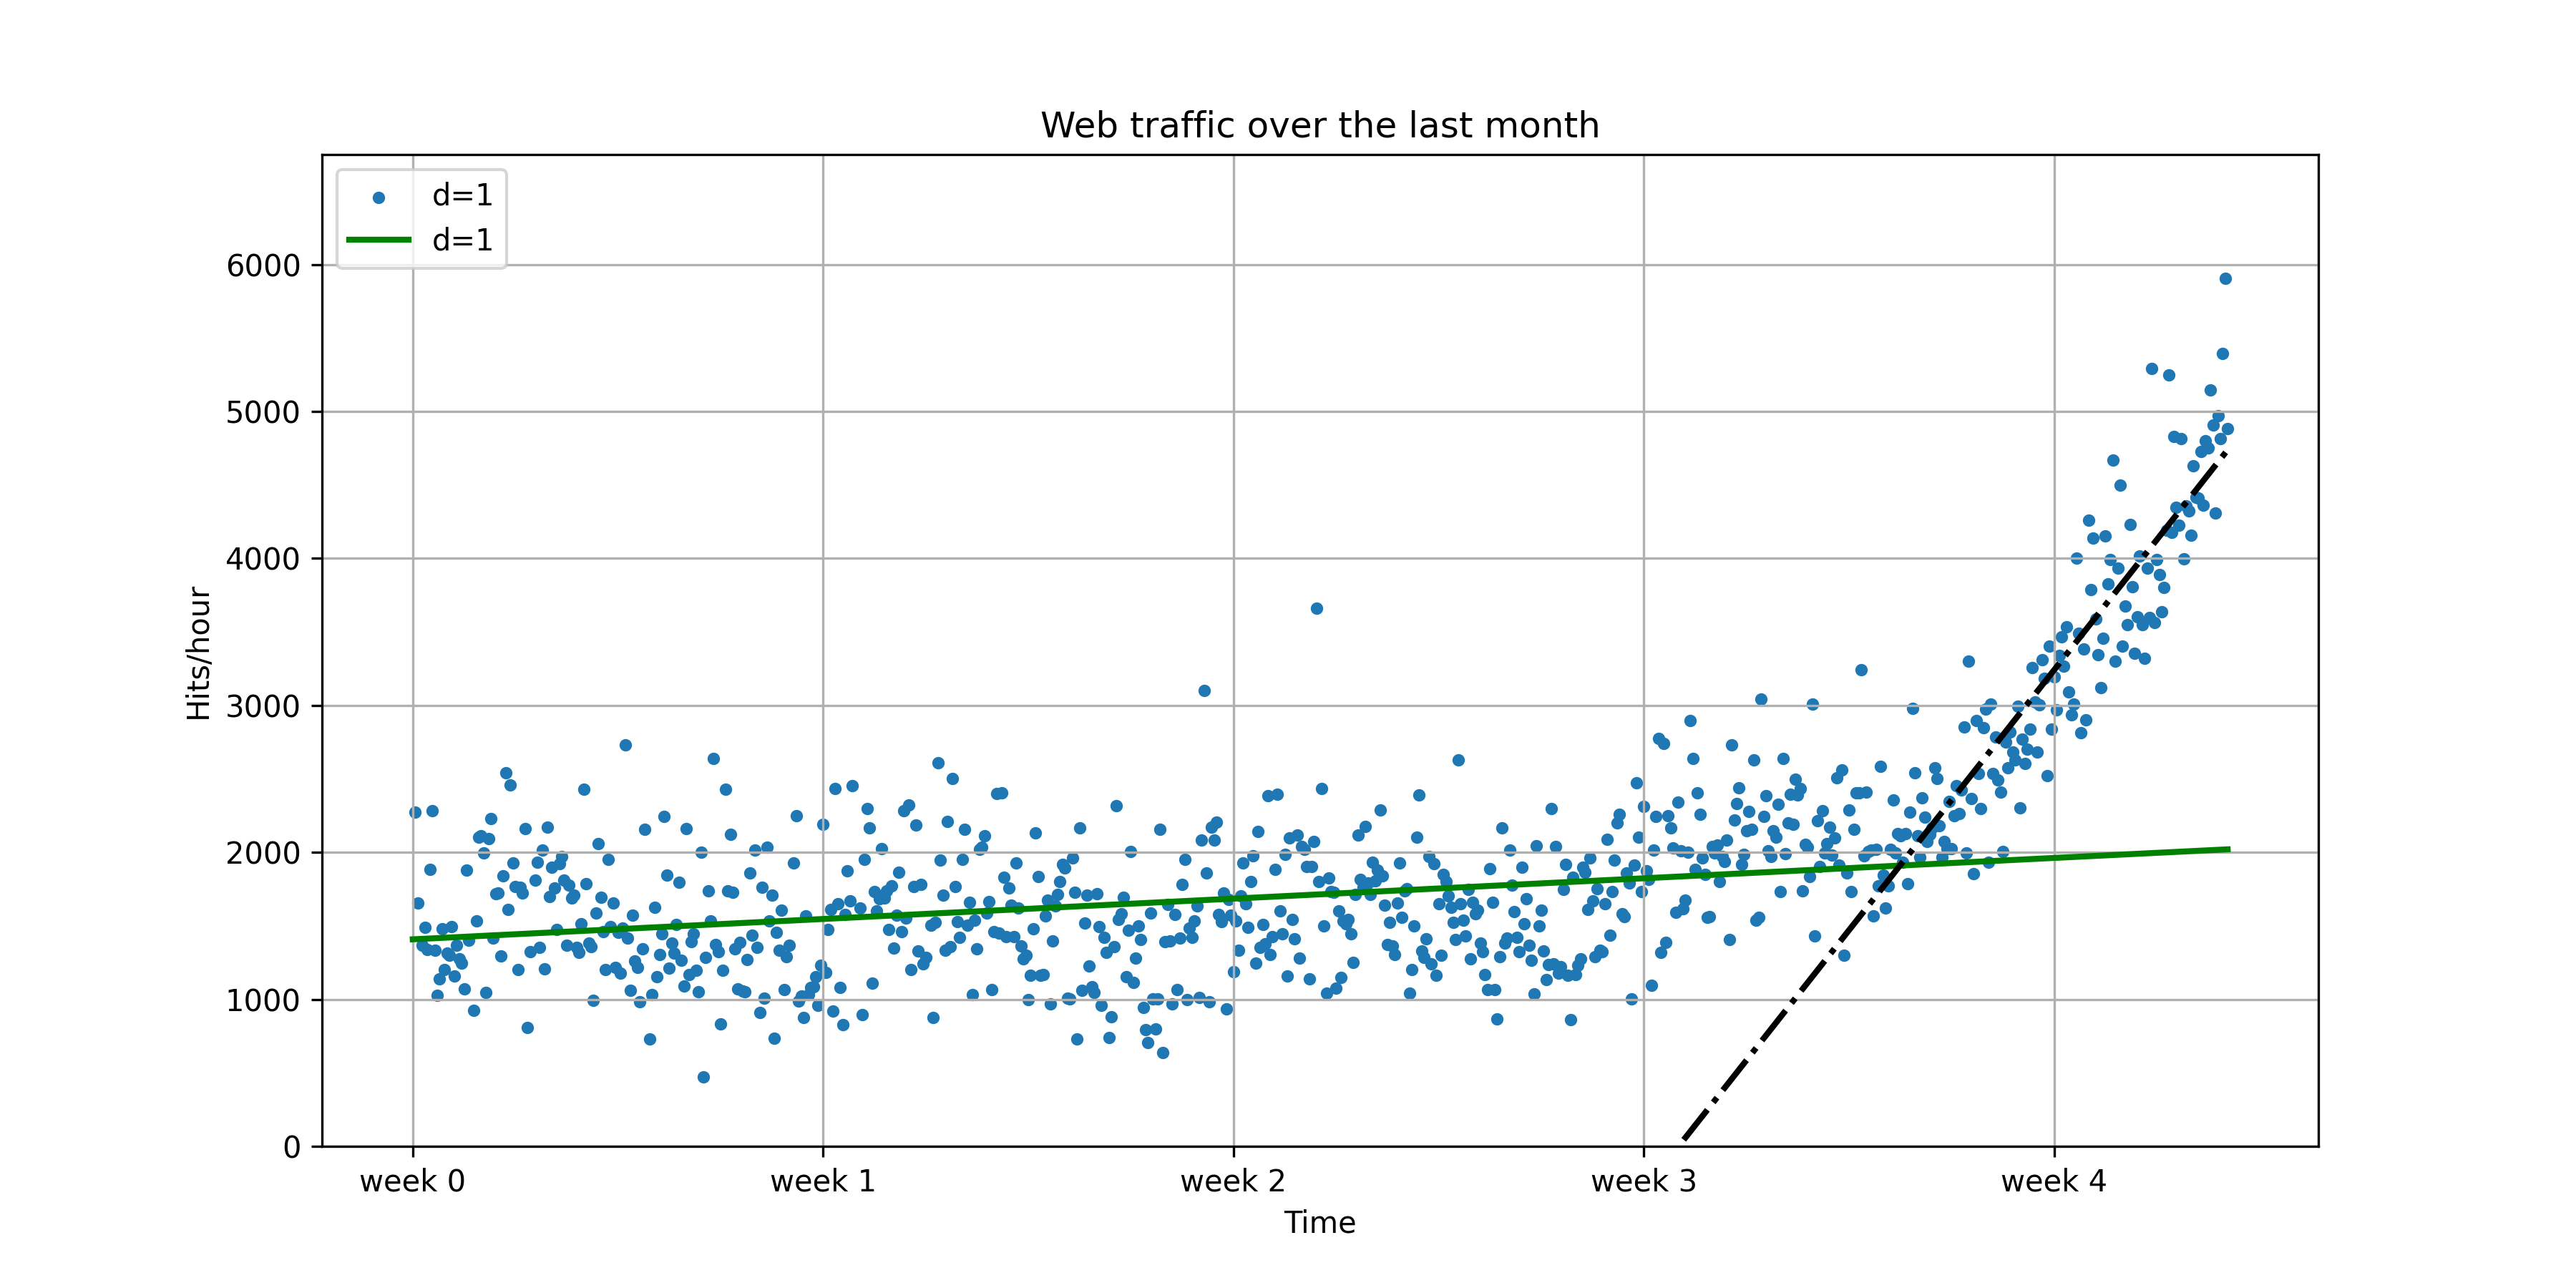 Web traffic over the last month
d=1
d=1
6000
5000
4000
3000
2000
1000
0
Hits/hour
week 0
week 1
week 2
week 3
week 4
Time